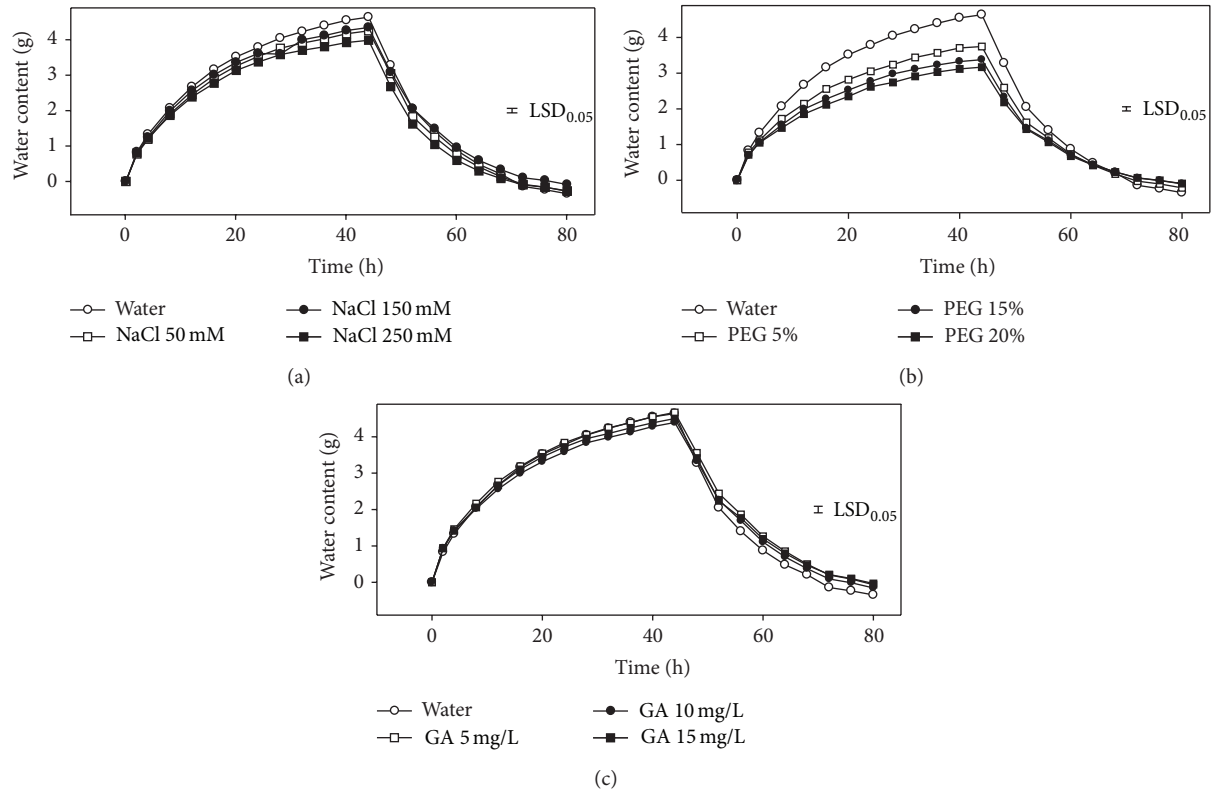 Water content (g)
4
3
2
1
0
LSD0.05
0 20 40 60 80
Time (h)
Water
NaCl 50 mM
NaCl 150 mM
NaCl 250 mM
(a)
Water content (g)
4
3
2
1
0
LSD0.05
0 20 40 60 80
Time (h)
Water
PEG 5%
PEG 15%
PEG 20%
(b)
Water content (g)
4
3
2
1
0
LSD0.05
0 20 40 60 80
Time (h)
Water
GA 5 mg/L
GA 10 mg/L
GA 15 mg/L
(c)